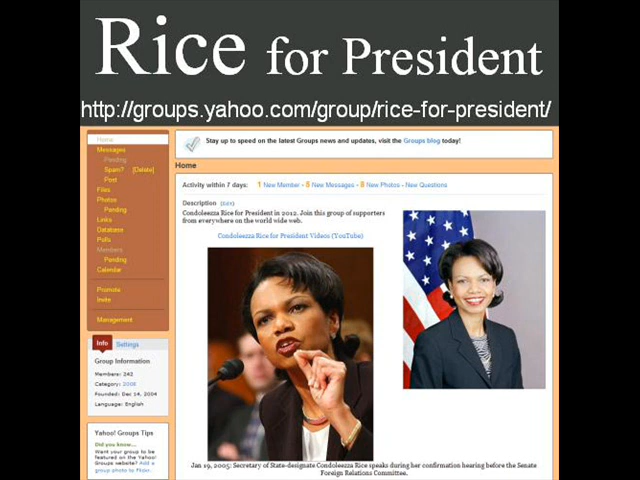 Rice for President
http://groups.yahoo.com/group/rice-for-president/
Stay up to speed on the latest Groups news and updates, visit the Groups blog today!
Home
Messages
Pending
Spam? [Delete]
Post
Files
Photos
Pending
Links
Database
Polls
Members
Pending
Calendar
Promote
Invite
Management
Info Settings
Group Information
Members: 242
Category: 2008
Founded: Dec 14, 2004
Language: English
Yahoo! Groups Tips
Did you know...
Want your group to be
featured on the Yahoo!
Groups website? Add a
group photo to Flickr.
Home
Activity within 7 days: 1 New Member - 6 New Messages - 8 New Photos - New Questions
Description (Edit)
Condoleezza Rice for President in 2012. Join this group of supporters
from everywhere on the world wide web.
Condoleezza Rice for President Videos (YouTube)
Jan 19, 2005: Secretary of State-designate Condoleezza Rice speaks during her confirmation hearing before the Senate
Foreign Relations Committee.